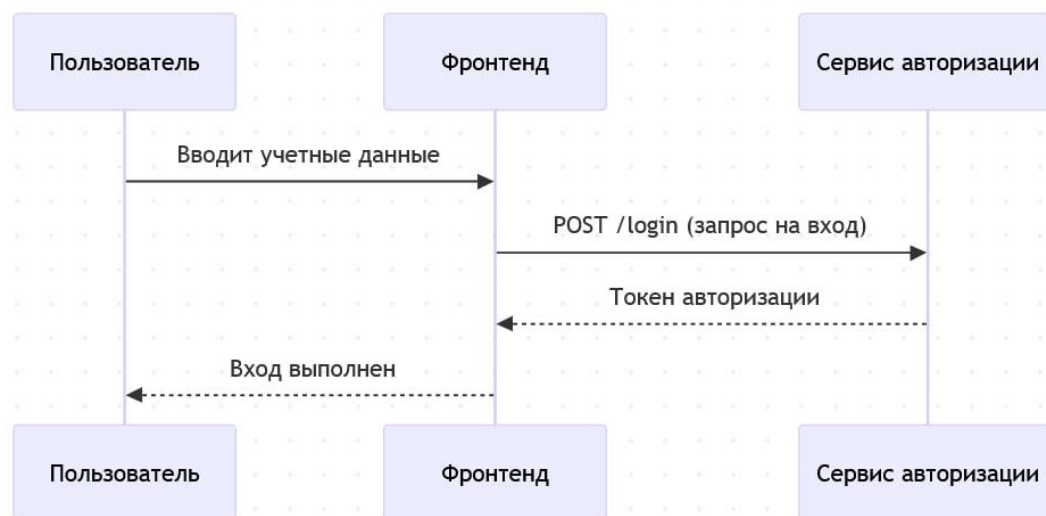 Пользователь
Фронтенд
Сервис авторизации
Вводит учетные данные
POST /login (запрос на вход)
Токен авторизации
Вход выполнен
Пользователь
Фронтенд
Сервис авторизации